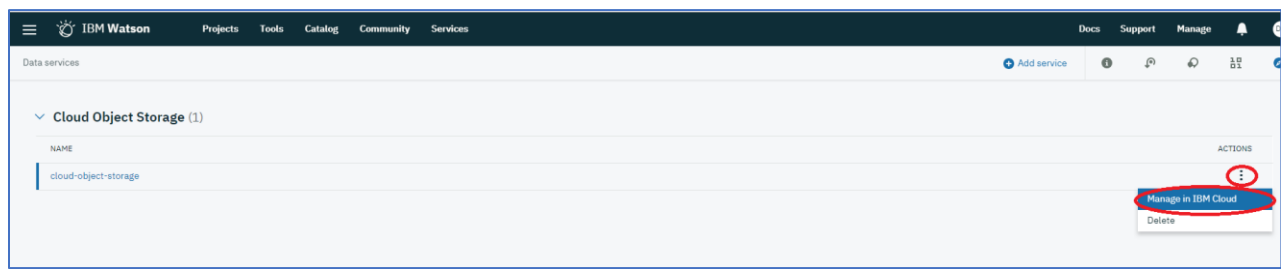 IBM Watson Projects Tools Catalog Community Services Docs Support Manage
Data services Add service
Cloud Object Storage (1)
NAME ACTIONS
cloud-object-storage
Manage in IBM Cloud
Delete